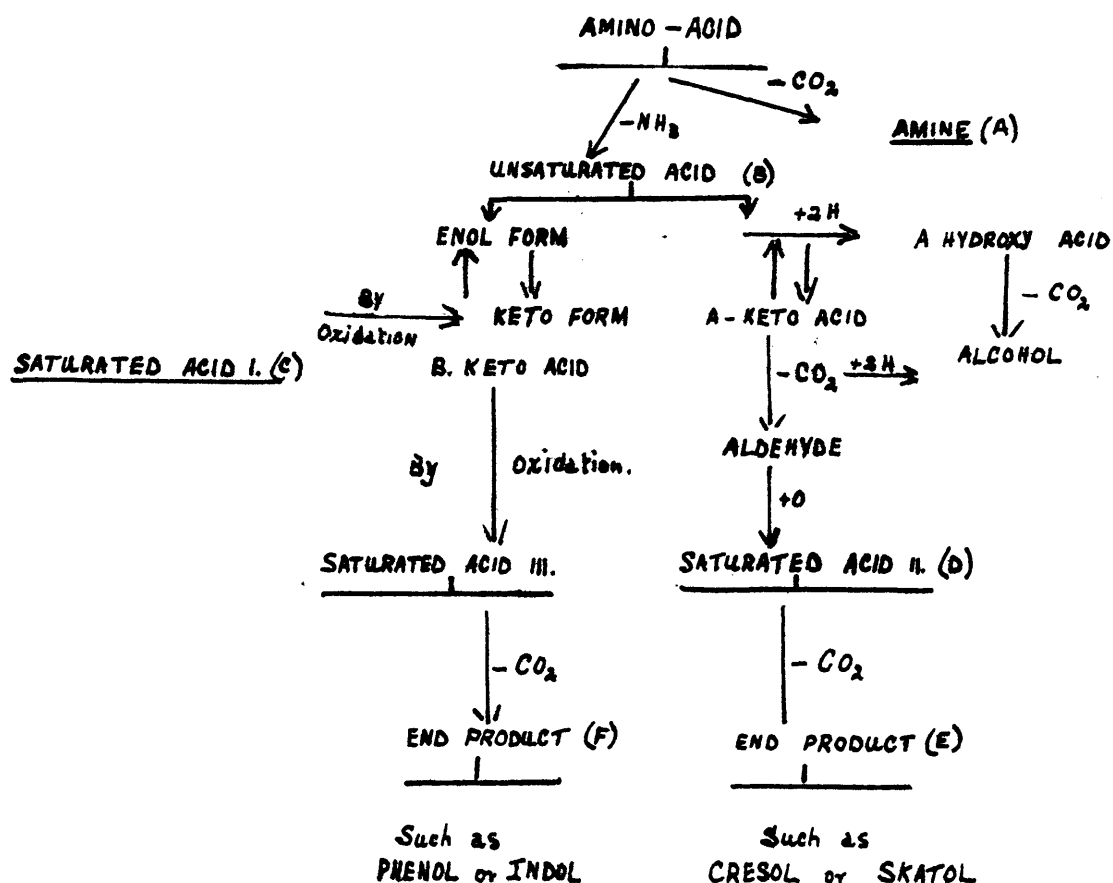 AMINO-ACID
-CO2
-NH3
AMINE (A)
UNSATURATED ACID (B)
+2H
ENOL FORM
A HYDROXY ACID
By
Oxidation
KETO FORM
A-KETO ACID
-CO2
SATURATED ACID I. (C)
B. KETO ACID
-CO2
+2H
ALCOHOL
ALDEHYDE
By Oxidation.
+O
SATURATED ACID III.
SATURATED ACID II. (D)
-CO2
-CO2
END PRODUCT (F)
END PRODUCT (E)
Such as
PHENOL or INDOL
Such as
CRESOL or SKATOL